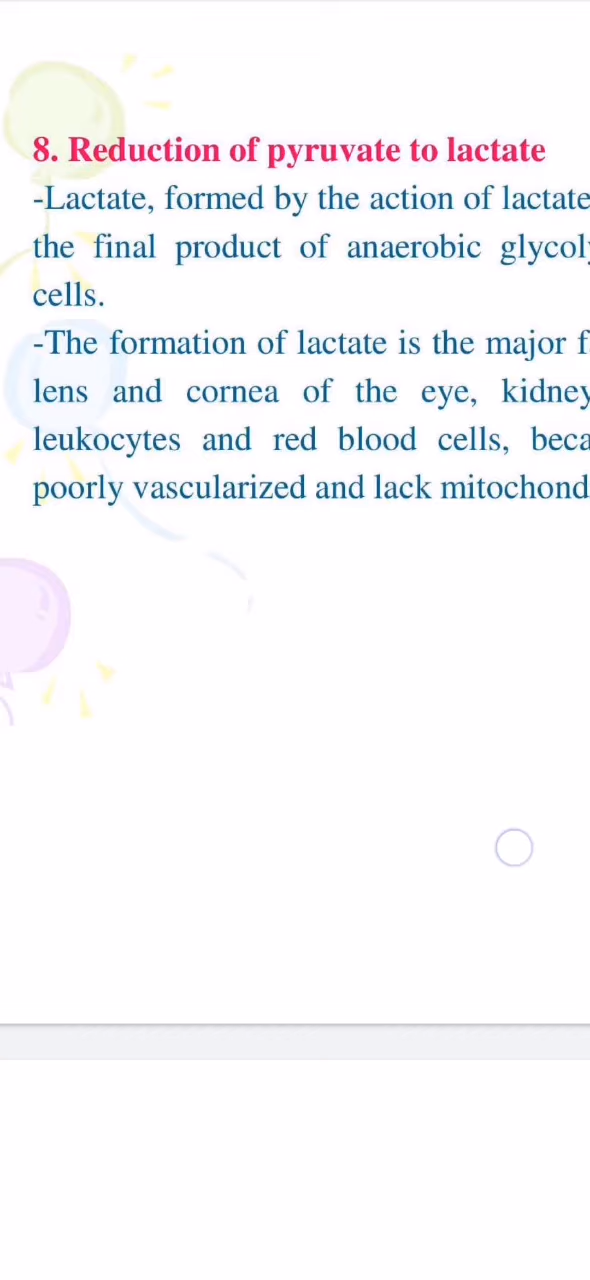 8. Reduction of pyruvate to lactate
-Lactate, formed by the action of lactate
the final product of anaerobic
cells.
-The formation of lactate is the major
lens and cornea of the eye, kidney
leukocytes and red blood cells,
poorly vascularized and lack